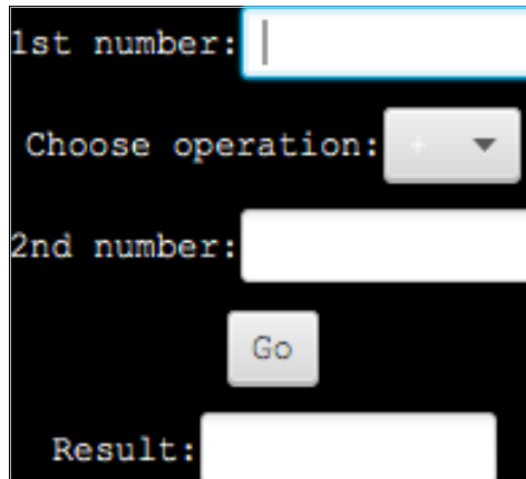 1st number:
Choose operation: +
2nd number:
Go
Result: